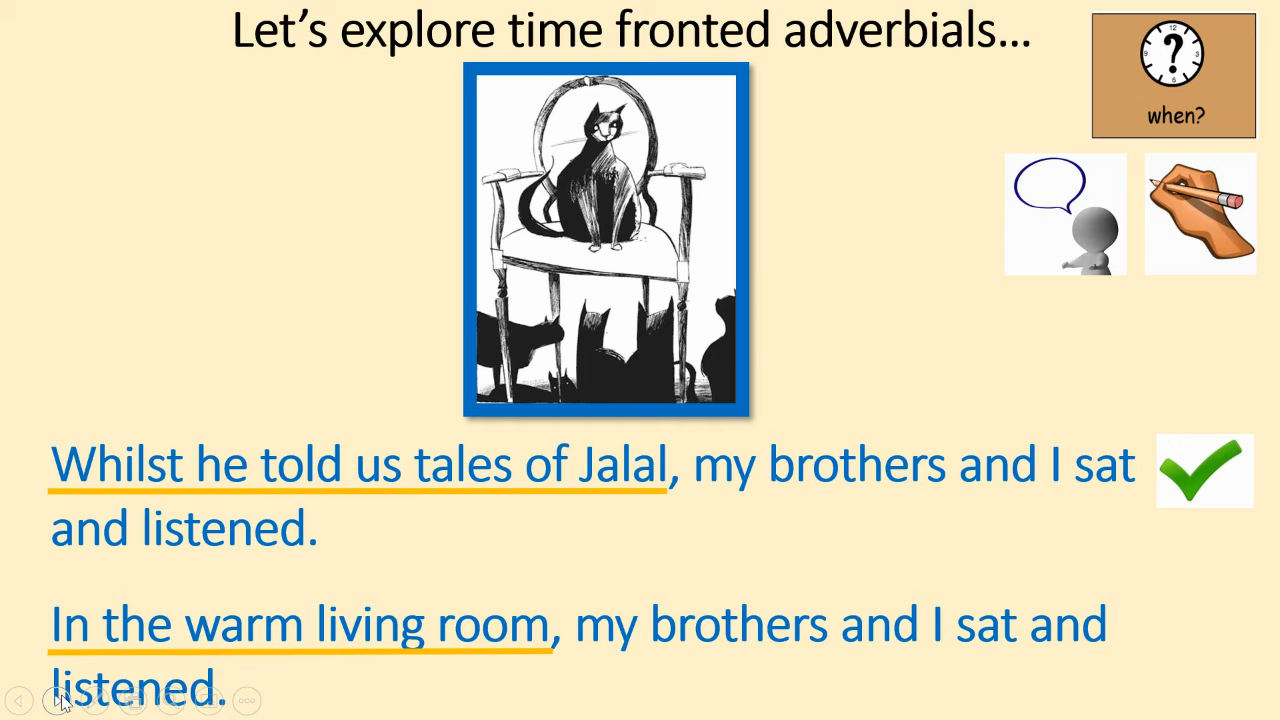 Let's explore time fronted adverbials...
when?
Whilst he told us tales of Jalal, my brothers and I sat
and listened.
In the warm living room, my brothers and I sat and
listened.